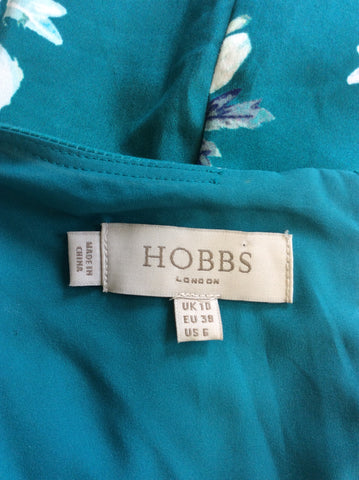 MADE IN
CHINA
HOBBS
LONDON
UK 10
EU 38
US 6